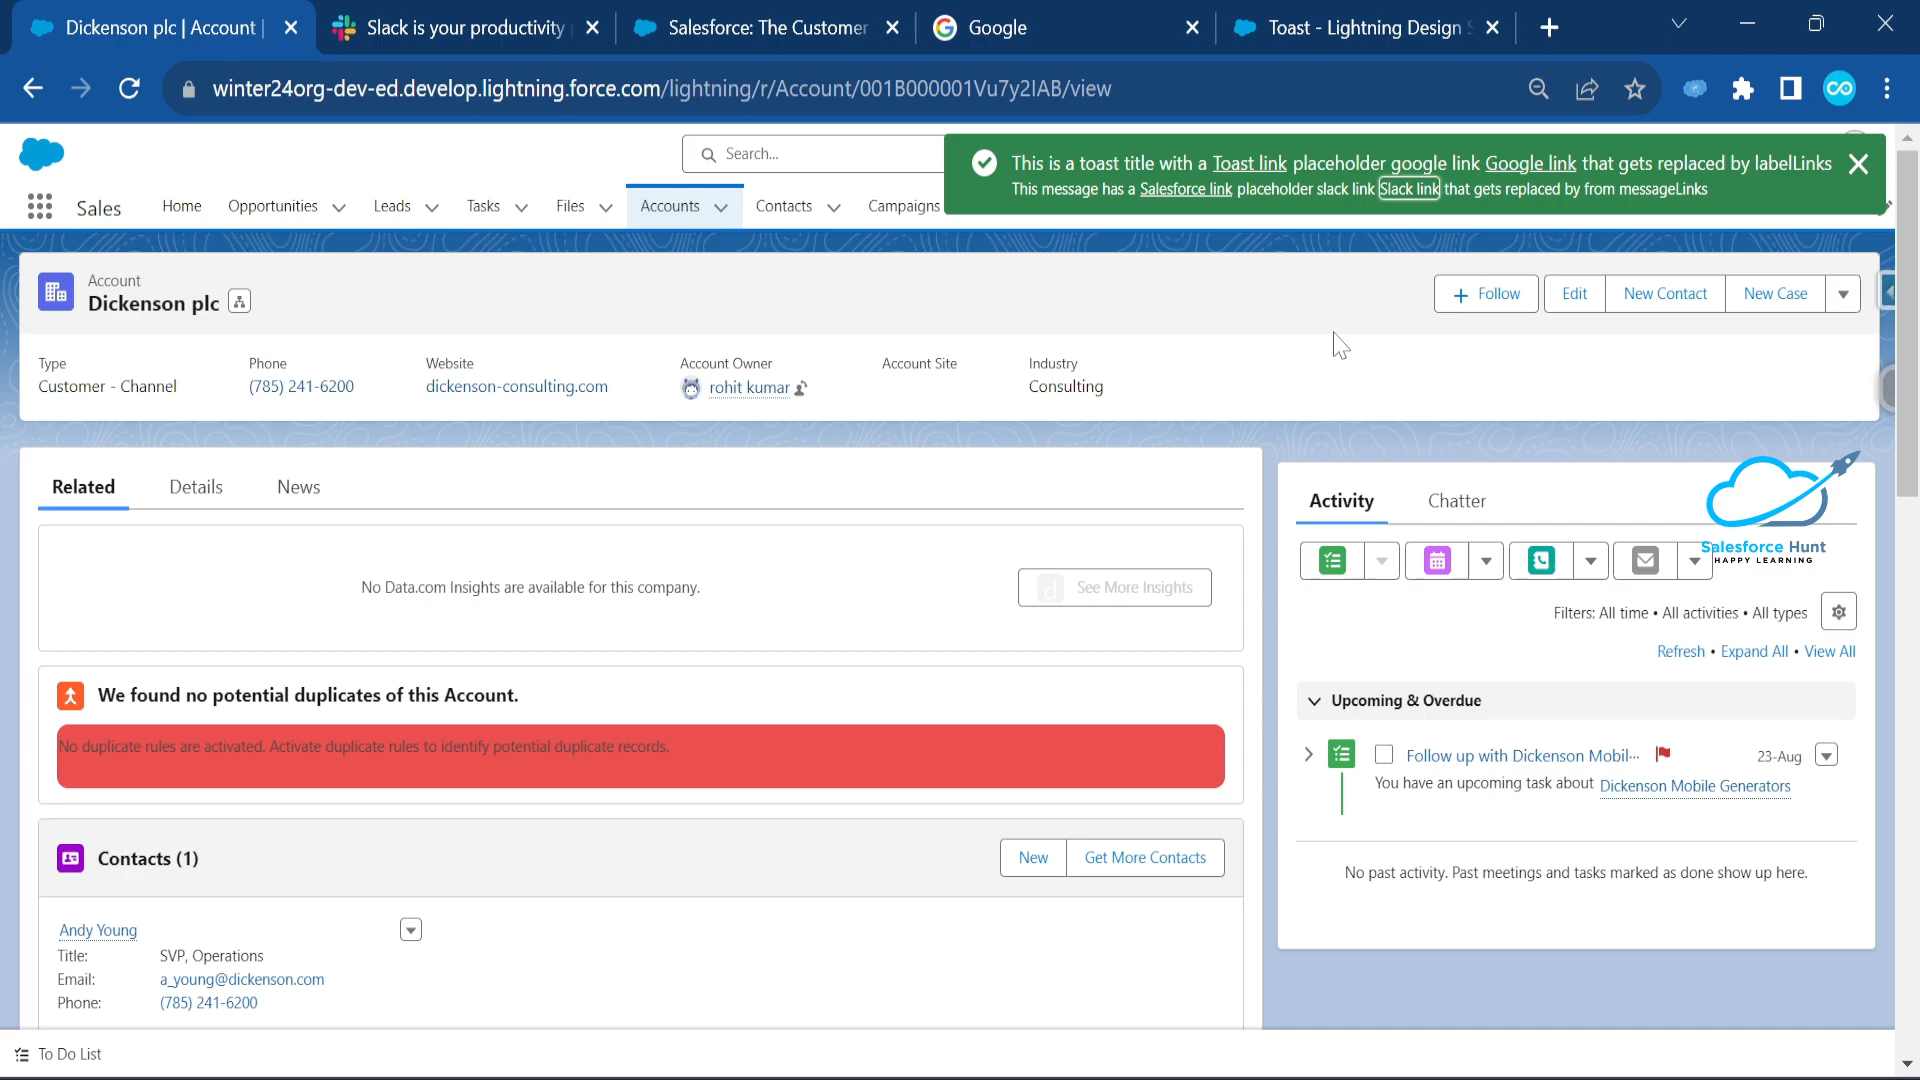 Dickenson plc | Account |
Slack is your productivity
Salesforce: The Customer
Google
Toast - Lightning Design S
winter24org-dev-ed.develop.lightning.force.com/lightning/r/Account/001B000001Vu7y2IAB/view
Search...
This is a toast title with a Toast link placeholder google link Google link that gets replaced by labelLinks
This message has a Salesforce link placeholder slack link Slack link that gets replaced by from messageLinks
Sales
Home
Opportunities
Leads
Tasks
Files
Accounts
Contacts
Campaigns
Account
Dickenson plc
Follow
Edit
New Contact
New Case
Type
Customer - Channel
Phone
(785) 241-6200
Website
dickenson-consulting.com
Account Owner
rohit kumar
Account Site
Industry
Consulting
Related
Details
News
No Data.com Insights are available for this company.
d See More Insights
We found no potential duplicates of this Account.
No duplicate rules are activated. Activate duplicate rules to identify potential duplicate records.
Contacts (1)
New
Get More Contacts
Andy Young
Title: SVP, Operations
Email: a_young@dickenson.com
Phone: (785) 241-6200
Activity
Chatter
Salesforce Hunt
HAPPY LEARNING
Filters: All time • All activities • All types
Refresh • Expand All • View All
Upcoming & Overdue
Follow up with Dickenson Mobil...
23-Aug
You have an upcoming task about Dickenson Mobile Generators
No past activity. Past meetings and tasks marked as done show up here.
To Do List